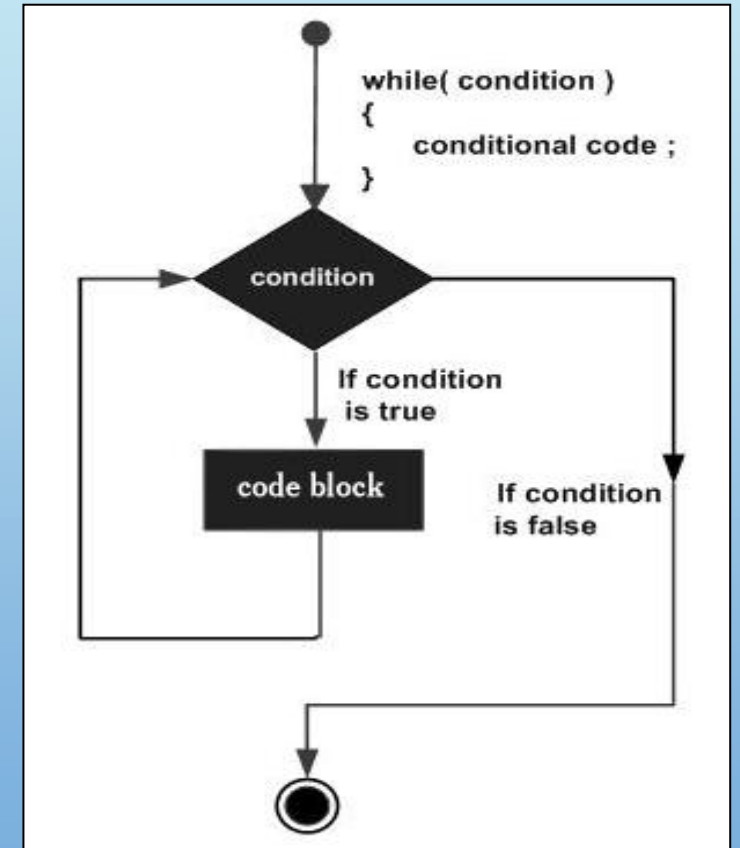 while( condition )
{
conditional code ;
}
condition
If condition
is true
code block
If condition
is false